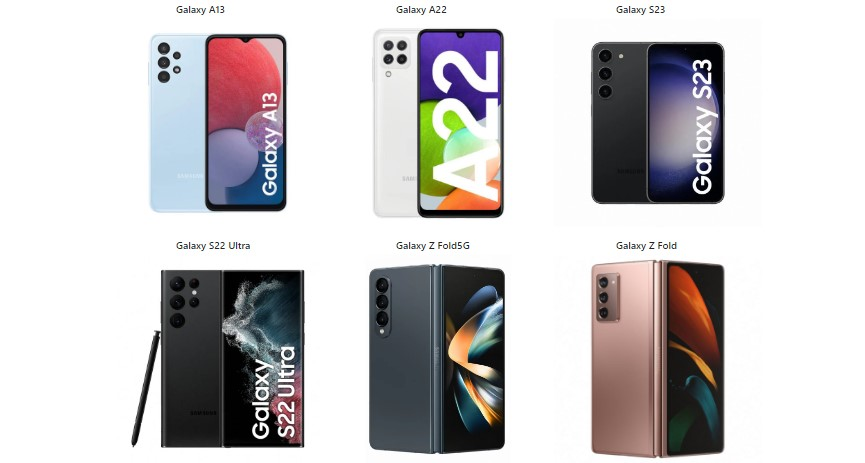 Galaxy A13
Galaxy A22
Galaxy S23
Galaxy A13
A22
Galaxy S23
Galaxy S22 Ultra
Galaxy Z Fold5G
Galaxy Z Fold
Galaxy
S22 Ultra
SAMSUNG